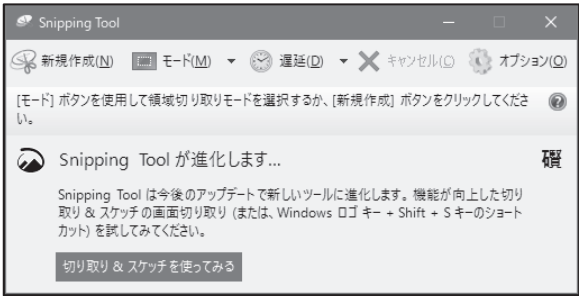 Snipping Tool
新規作成(N) モード(M) 遅延(D) キャンセル(C) オプション(O)
[モード] ボタンを使用して領域切り取りモードを選択するか、[新規作成] ボタンをクリックしてくださ
い。
Snipping Tool が進化します...
Snipping Tool は今後のアップデートで新しいツールに進化します。機能が向上した切り
取り & スケッチの画面切り取り (または、Windows ロゴ キー + Shift + S キーのショート
カット) を試してみてください。
切り取り & スケッチを使ってみる